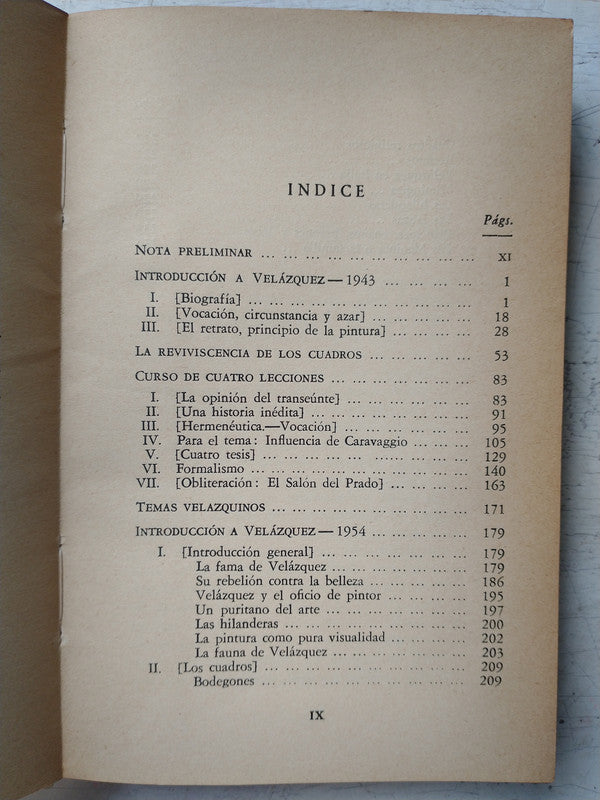 INDICE
Págs.
NOTA PRELIMINAR ... ... ... ... ... ... ... ... ... ... XI
INTRODUCCIÓN A VELÁZQUEZ — 1943 ... ... ... ... 1
I. [Biografía] ... ... ... ... ... ... ... ... ... ... 1
II. [Vocación, circunstancia y azar] ... ... ... ... ... 18
III. [El retrato, principio de la pintura] ... ... ... ... 28
LA REVIVISCENCIA DE LOS CUADROS ... ... ... ... ... 53
CURSO DE CUATRO LECCIONES ... ... ... ... ... ... ... 83
I. [La opinión del transeúnte] ... ... ... ... ... ... 83
II. [Una historia inédita] ... ... ... ... ... ... ... ... 91
III. [Hermenéutica.—Vocación] ... ... ... ... ... ... 95
IV. Para el tema: Influencia de Caravaggio ... ... ... 105
V. [Cuatro tesis] ... ... ... ... ... ...... ... ... ... 129
VI. Formalismo ... ... ... ... ... ... ... ... ... ... 140
VII. [Obliteración: El Salón del Prado] ... ... ... ... 163
TEMAS VELAZQUINOS ... ... ... ... ... ... ... ... ... 171
INTRODUCCIÓN A VELÁZQUEZ — 1954 ... ... ... ... ... 179
I. [Introducción general] ... ... ... ... ... ... ... 179
La fama de Velázquez ... ... ... ... ... ... ... 179
Su rebelión contra la belleza ... ... ... ... ... 186
Velázquez y el oficio de pintor ... ... ... ... 195
Un puritano del arte ... ... ... ... ... ... ... 197
Las hilanderas ... ... ... ... ... ... ... ... ... 200
La pintura como pura visualidad ... ... ... ... 202
La fauna de Velázquez ... ... ... ... ... ... 203
II. [Los cuadros] ... ... ... ... ... ... ... ... ... ... 209
Bodegones ... ... ... ... ... ... ... ... ... ... 209
IX